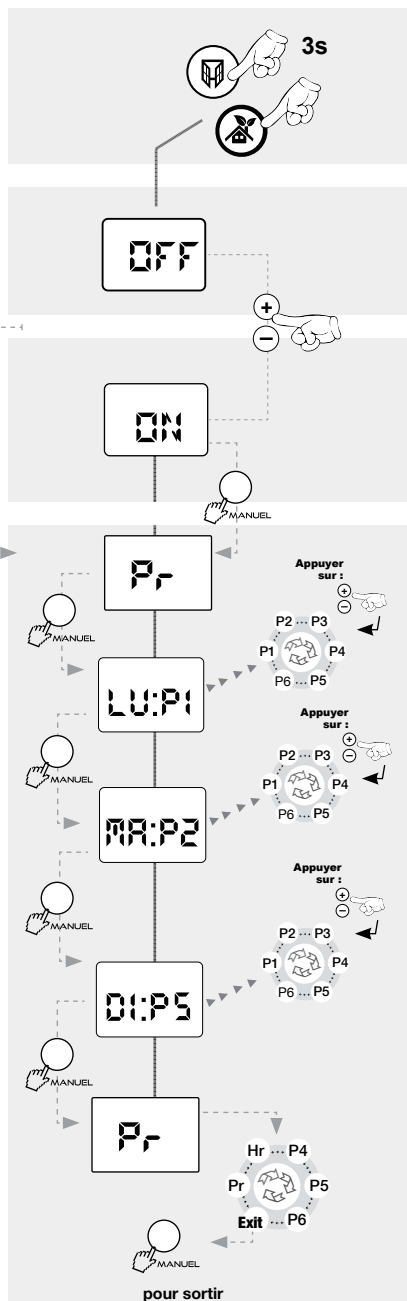 3s
OFF
+
−
ON
MANUEL
Pr
Appuyer
sur :
+
−
MANUEL
P2 ... P3
P1 P4
P6 ... P5
LU:P1
Appuyer
sur :
+
−
MANUEL
P2 ... P3
P1 P4
P6 ... P5
MA:P2
Appuyer
sur :
+
−
MANUEL
P2 ... P3
P1 P4
P6 ... P5
DI:P5
MANUEL
Pr
Hr ... P4
Pr P5
Exit ... P6
MANUEL
pour sortir